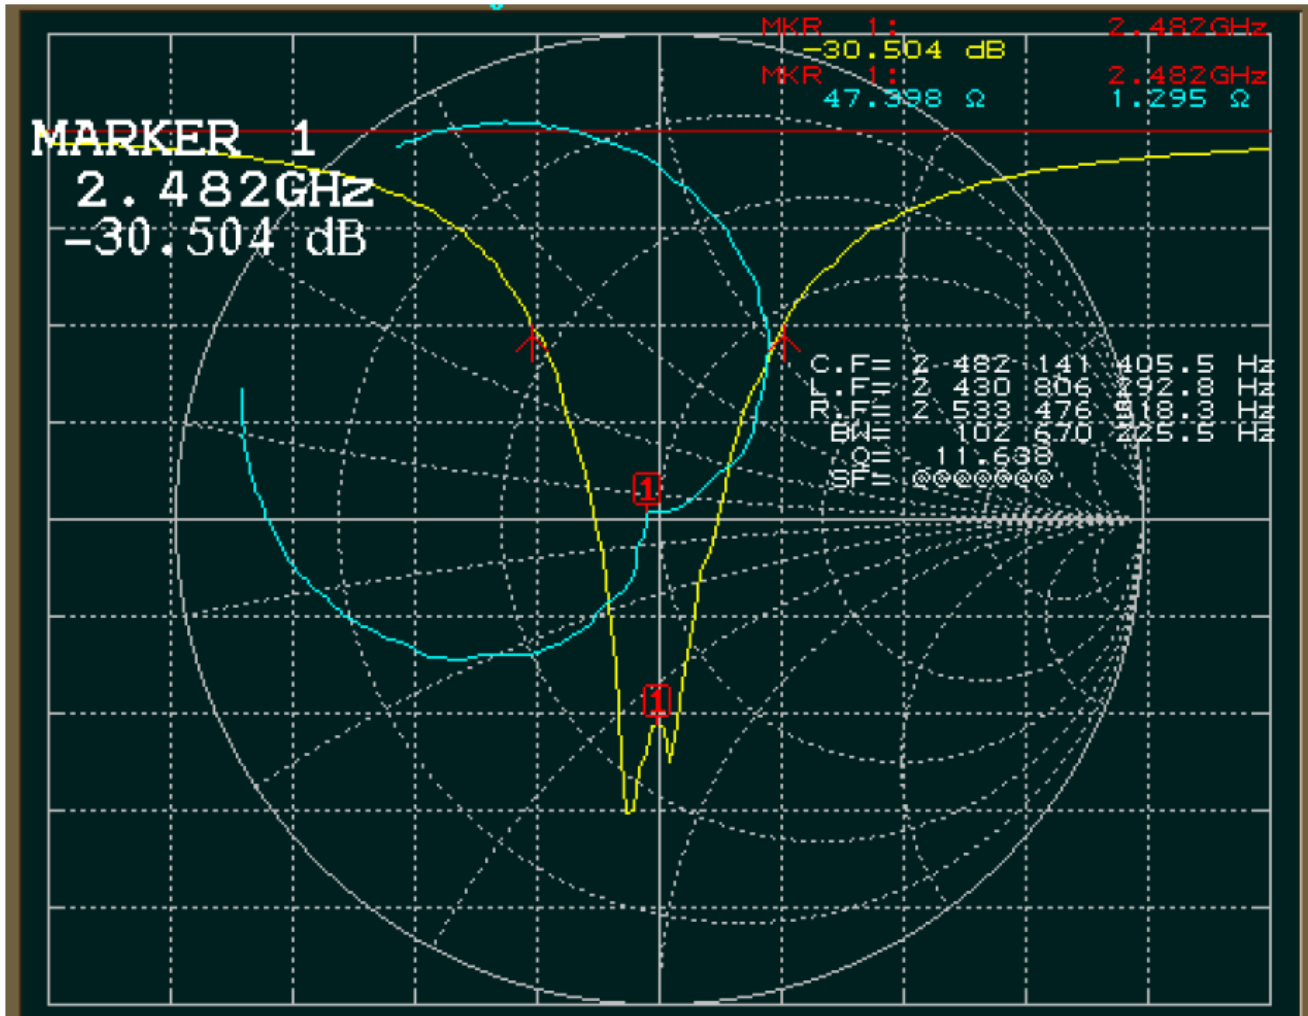 MKR 1: 2.482GHz
-30.504 dB
MKR 1: 2.482GHz
47.398 Ω 1.295 Ω
MARKER 1
2.482GHz
-30.504 dB
C.F= 2 482 141 405.5 Hz
L.F= 2 430 806 292.8 Hz
R.F= 2 533 476 518.3 Hz
BW= 102 670 225.5 Hz
Q= 11.638
SF= @@@@@@@
1
1